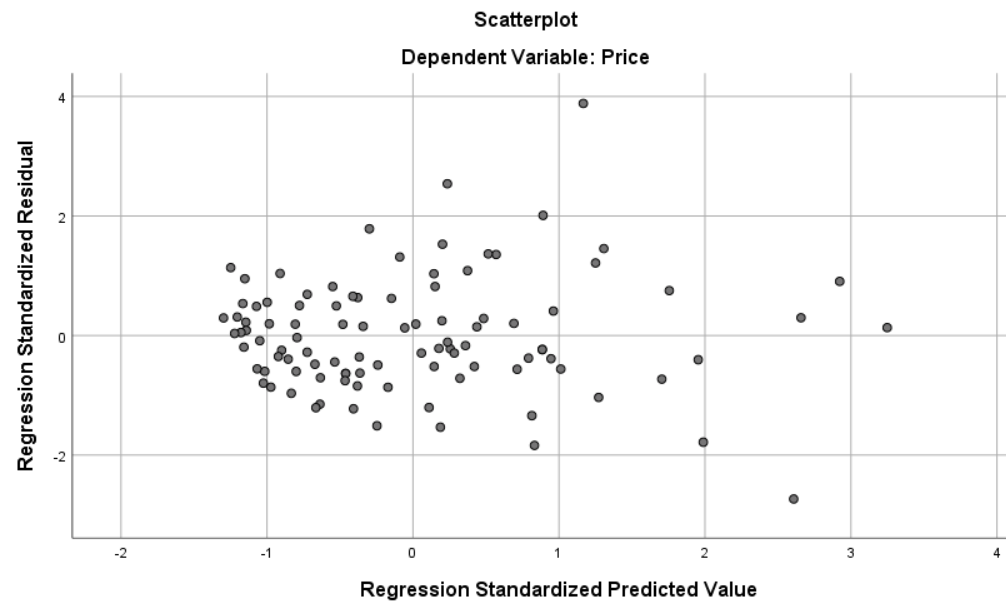 Scatterplot
Dependent Variable: Price
Regression Standardized Residual
4
2
0
-2
-2 -1 0 1 2 3 4
Regression Standardized Predicted Value